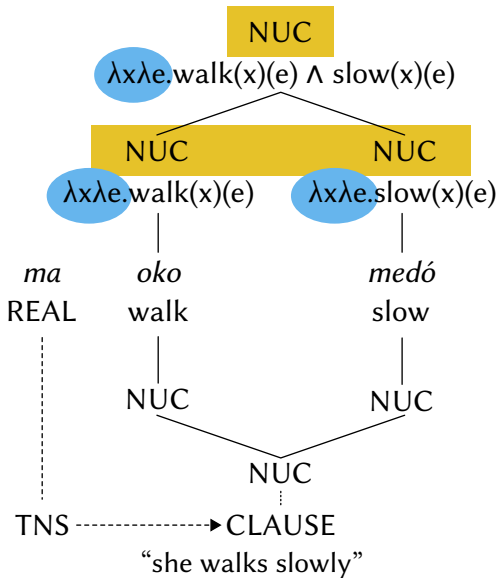 NUC
λxλe.walk(x)(e) ∧ slow(x)(e)
NUC NUC
λxλe.walk(x)(e) λxλe.slow(x)(e)
ma oko medó
REAL walk slow
NUC NUC
NUC
TNS CLAUSE
“she walks slowly”